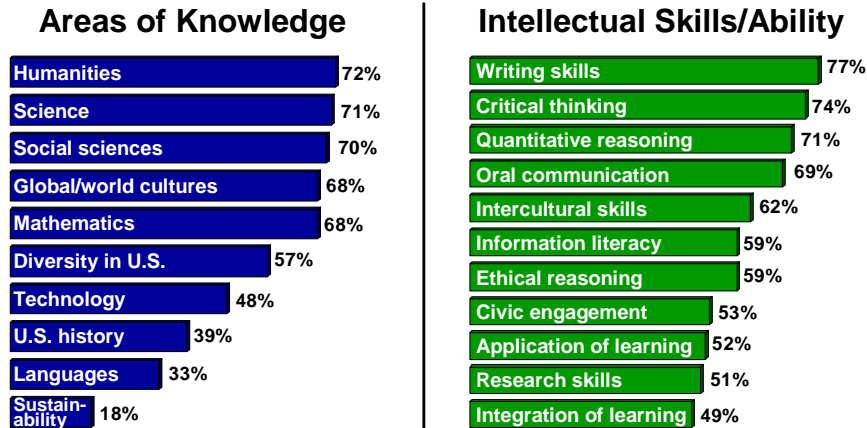 Areas of Knowledge
Humanities 72%
Science 71%
Social sciences 70%
Global/world cultures 68%
Mathematics 68%
Diversity in U.S. 57%
Technology 48%
U.S. history 39%
Languages 33%
Sustain-
ability 18%
Intellectual Skills/Ability
Writing skills 77%
Critical thinking 74%
Quantitative reasoning 71%
Oral communication 69%
Intercultural skills 62%
Information literacy 59%
Ethical reasoning 59%
Civic engagement 53%
Application of learning 52%
Research skills 51%
Integration of learning 49%